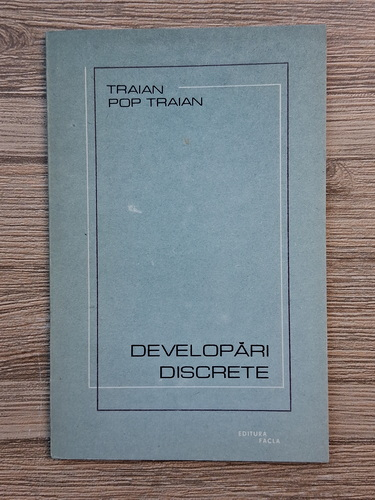 TRAIAN
POP TRAIAN
DEVELOPĂRI
DISCRETE
EDITURA
FACLA